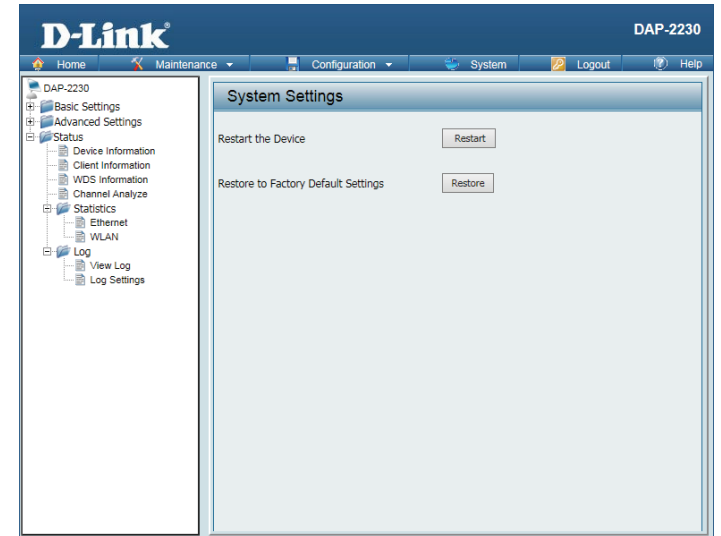 D-Link®
DAP-2230
Home Maintenance Configuration System Logout Help
DAP-2230
Basic Settings
Advanced Settings
Status
Device Information
Client Information
WDS Information
Channel Analyze
Statistics
Ethernet
WLAN
Log
View Log
Log Settings
System Settings
Restart the Device Restart
Restore to Factory Default Settings Restore